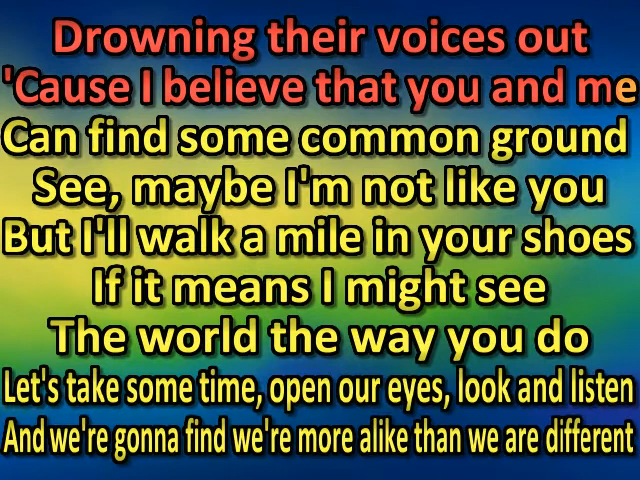 Drowning their voices out
'Cause I believe that you and me
Can find some common ground
See, maybe I'm not like you
But I'll walk a mile in your shoes
If it means I might see
The world the way you do
Let's take some time, open our eyes, look and listen
And we're gonna find we're more alike than we are different